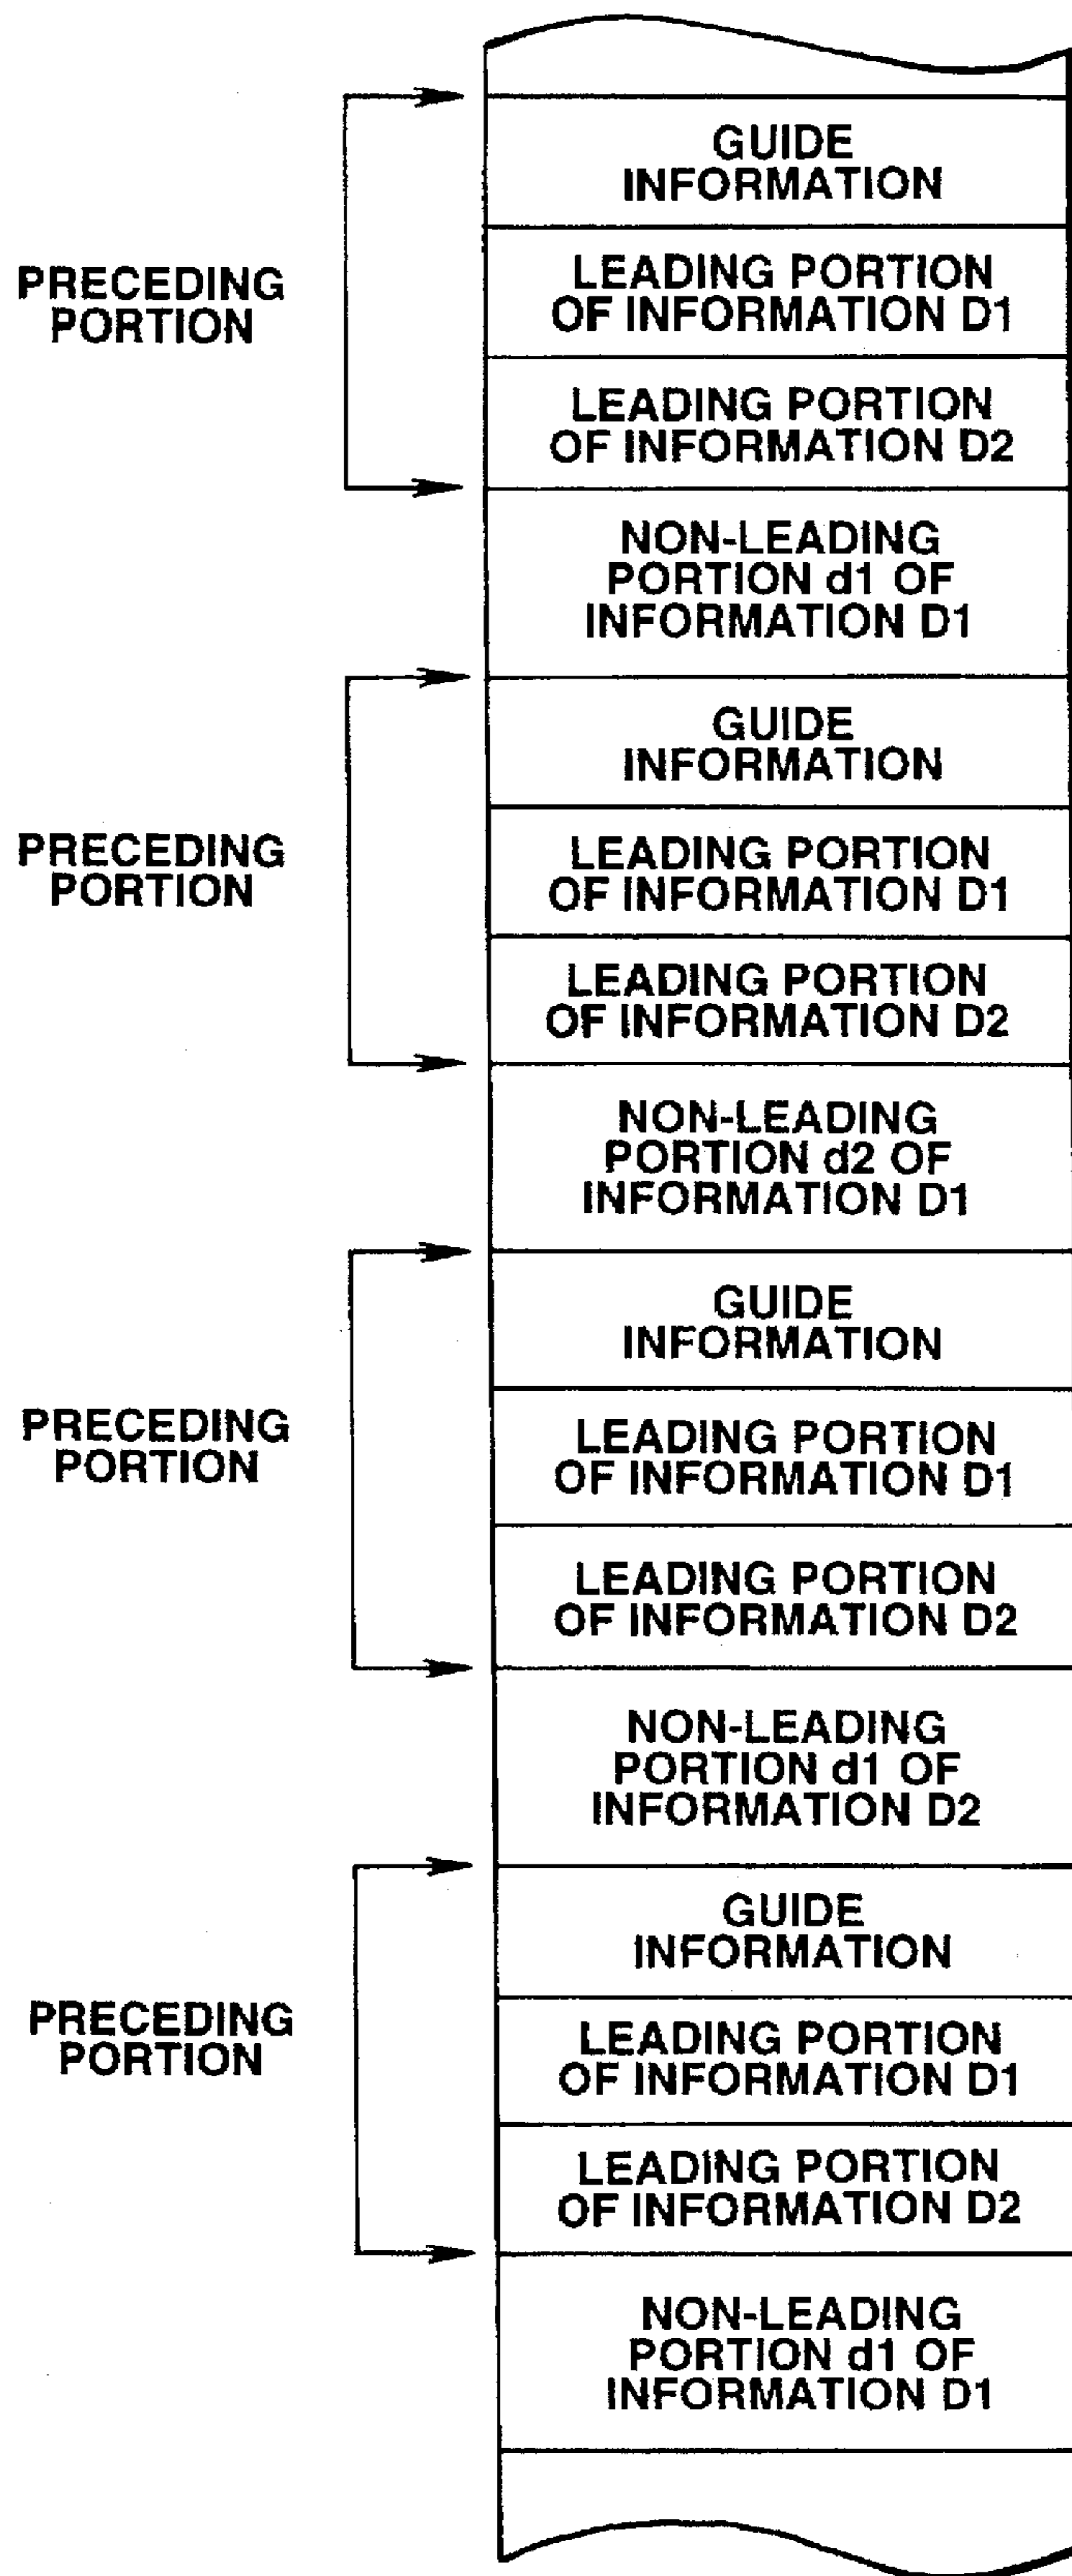 GUIDE
INFORMATION
PRECEDING
PORTION
LEADING PORTION
OF INFORMATION D1
LEADING PORTION
OF INFORMATION D2
NON-LEADING
PORTION d1 OF
INFORMATION D1
GUIDE
INFORMATION
PRECEDING
PORTION
LEADING PORTION
OF INFORMATION D1
LEADING PORTION
OF INFORMATION D2
NON-LEADING
PORTION d2 OF
INFORMATION D1
GUIDE
INFORMATION
PRECEDING
PORTION
LEADING PORTION
OF INFORMATION D1
LEADING PORTION
OF INFORMATION D2
NON-LEADING
PORTION d1 OF
INFORMATION D2
GUIDE
INFORMATION
PRECEDING
PORTION
LEADING PORTION
OF INFORMATION D1
LEADING PORTION
OF INFORMATION D2
NON-LEADING
PORTION d1 OF
INFORMATION D1